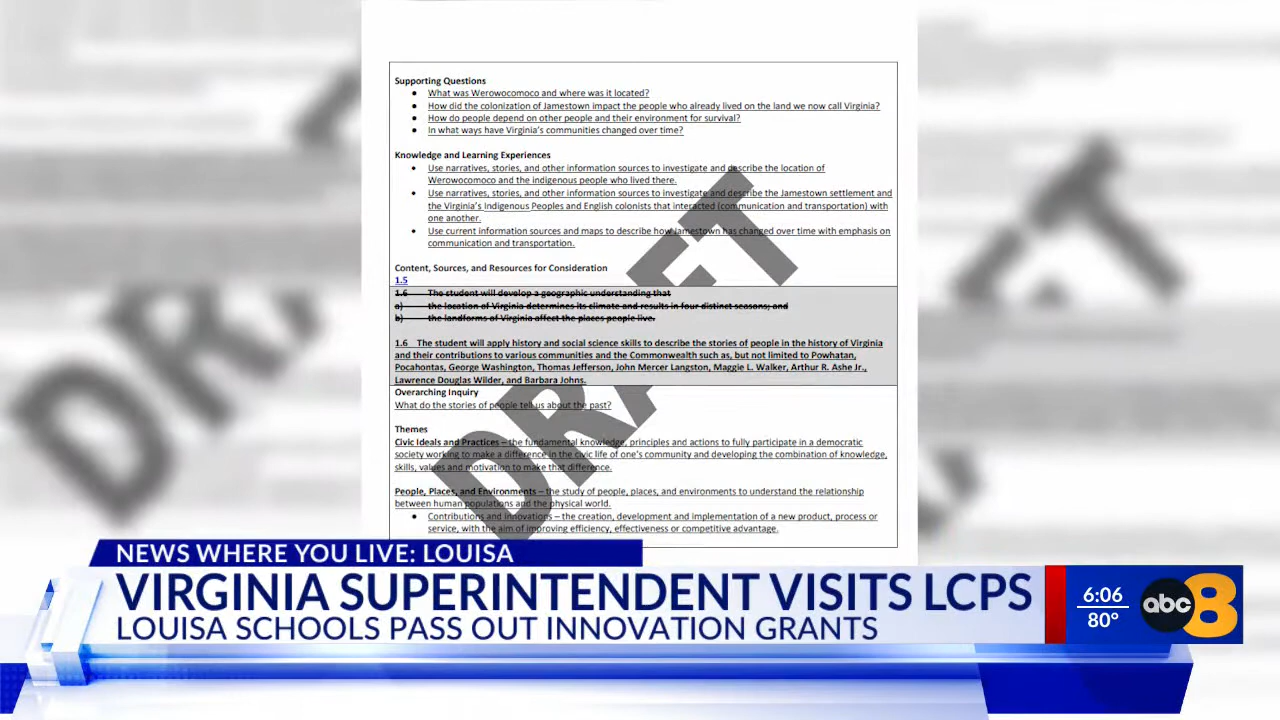 Supporting Questions
• What was Werowocomoco and where was it located?
• How did the colonization of Jamestown impact the people who already lived on the land we now call Virginia?
• How do people depend on other people and their environment for survival?
• In what ways have Virginia's communities changed over time?
Knowledge and Learning Experiences
• Use narratives, stories, and other information sources to investigate and describe the location of
Werowocomoco and the indigenous people who lived there.
• Use narratives, stories, and other information sources to investigate and describe the Jamestown settlement and
the Virginia's Indigenous Peoples and English colonists that interacted (communication and transportation) with
one another.
• Use current information sources and maps to describe how Jamestown has changed over time with emphasis on
communication and transportation.
Content, Sources, and Resources for Consideration
1.5
1.6 The student will develop a geographic understanding that
a) the location of Virginia determines its climate and results in four distinct seasons; and
b) the landforms of Virginia affect the places people live.
1.6 The student will apply history and social science skills to describe the stories of people in the history of Virginia
and their contributions to various communities and the Commonwealth such as, but not limited to Powhatan,
Pocahontas, George Washington, Thomas Jefferson, John Mercer Langston, Maggie L. Walker, Arthur R. Ashe Jr.,
Lawrence Douglas Wilder, and Barbara Johns.
Overarching Inquiry
What do the stories of people tell us about the past?
Themes
Civic Ideals and Practices – the fundamental knowledge, principles and actions to fully participate in a democratic
society working to make a difference in the civic life of one's community and developing the combination of knowledge,
skills, values and motivation to make that difference.
People, Places, and Environments – the study of people, places, and environments to understand the relationship
between human populations and the physical world.
• Contributions and Innovations – the creation, development and implementation of a new product, process or
service, with the aim of improving efficiency, effectiveness or competitive advantage.
DRAFT
NEWS WHERE YOU LIVE: LOUISA
VIRGINIA SUPERINTENDENT VISITS LCPS
LOUISA SCHOOLS PASS OUT INNOVATION GRANTS
6:06
80°
abc 8